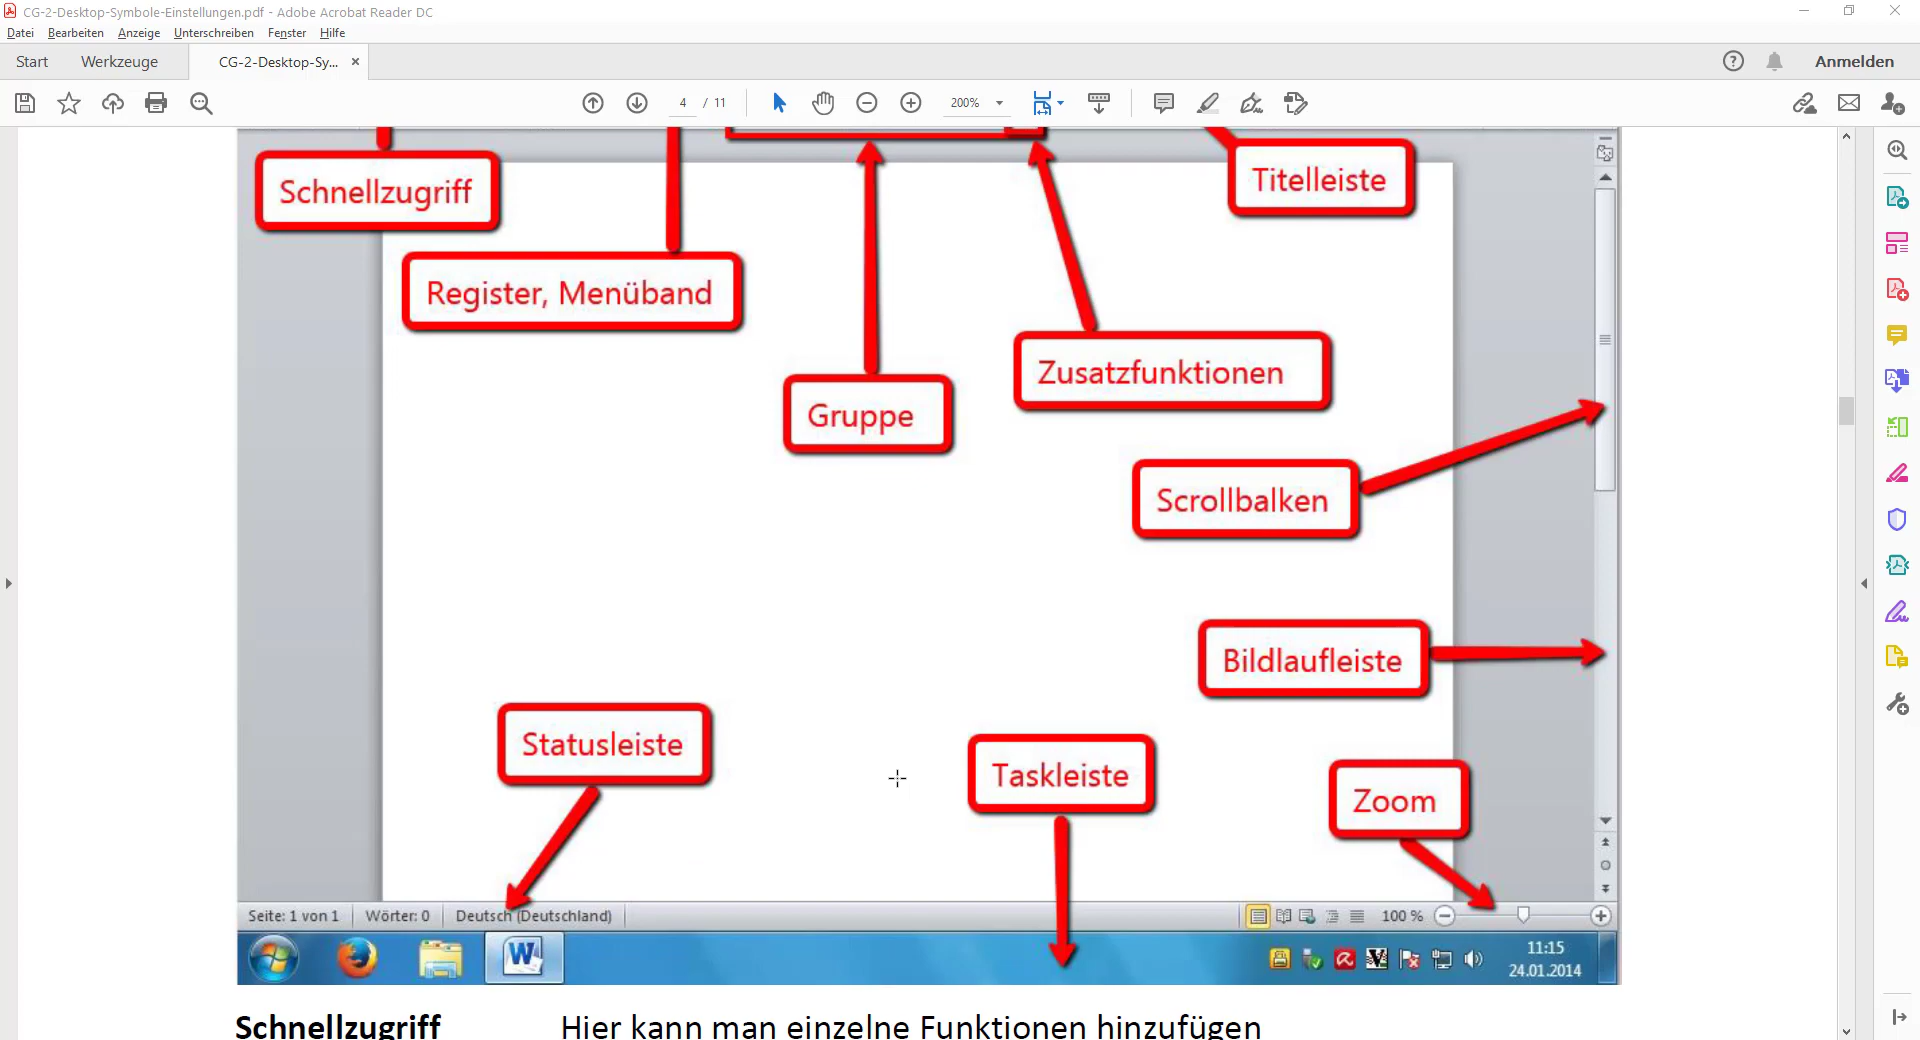 CG-2-Desktop-Symbole-Einstellungen.pdf - Adobe Acrobat Reader DC
Datei Bearbeiten Anzeige Unterschreiben Fenster Hilfe
Start Werkzeuge CG-2-Desktop-Sy... × Anmelden
4 / 11 200%
Schnellzugriff
Titelleiste
Register, Menüband
Zusatzfunktionen
Gruppe
Scrollbalken
Bildlaufleiste
Statusleiste
Taskleiste
Zoom
Seite: 1 von 1 Wörter: 0 Deutsch (Deutschland) 100 %
11:15
24.01.2014
Schnellzugriff Hier kann man einzelne Funktionen hinzufügen